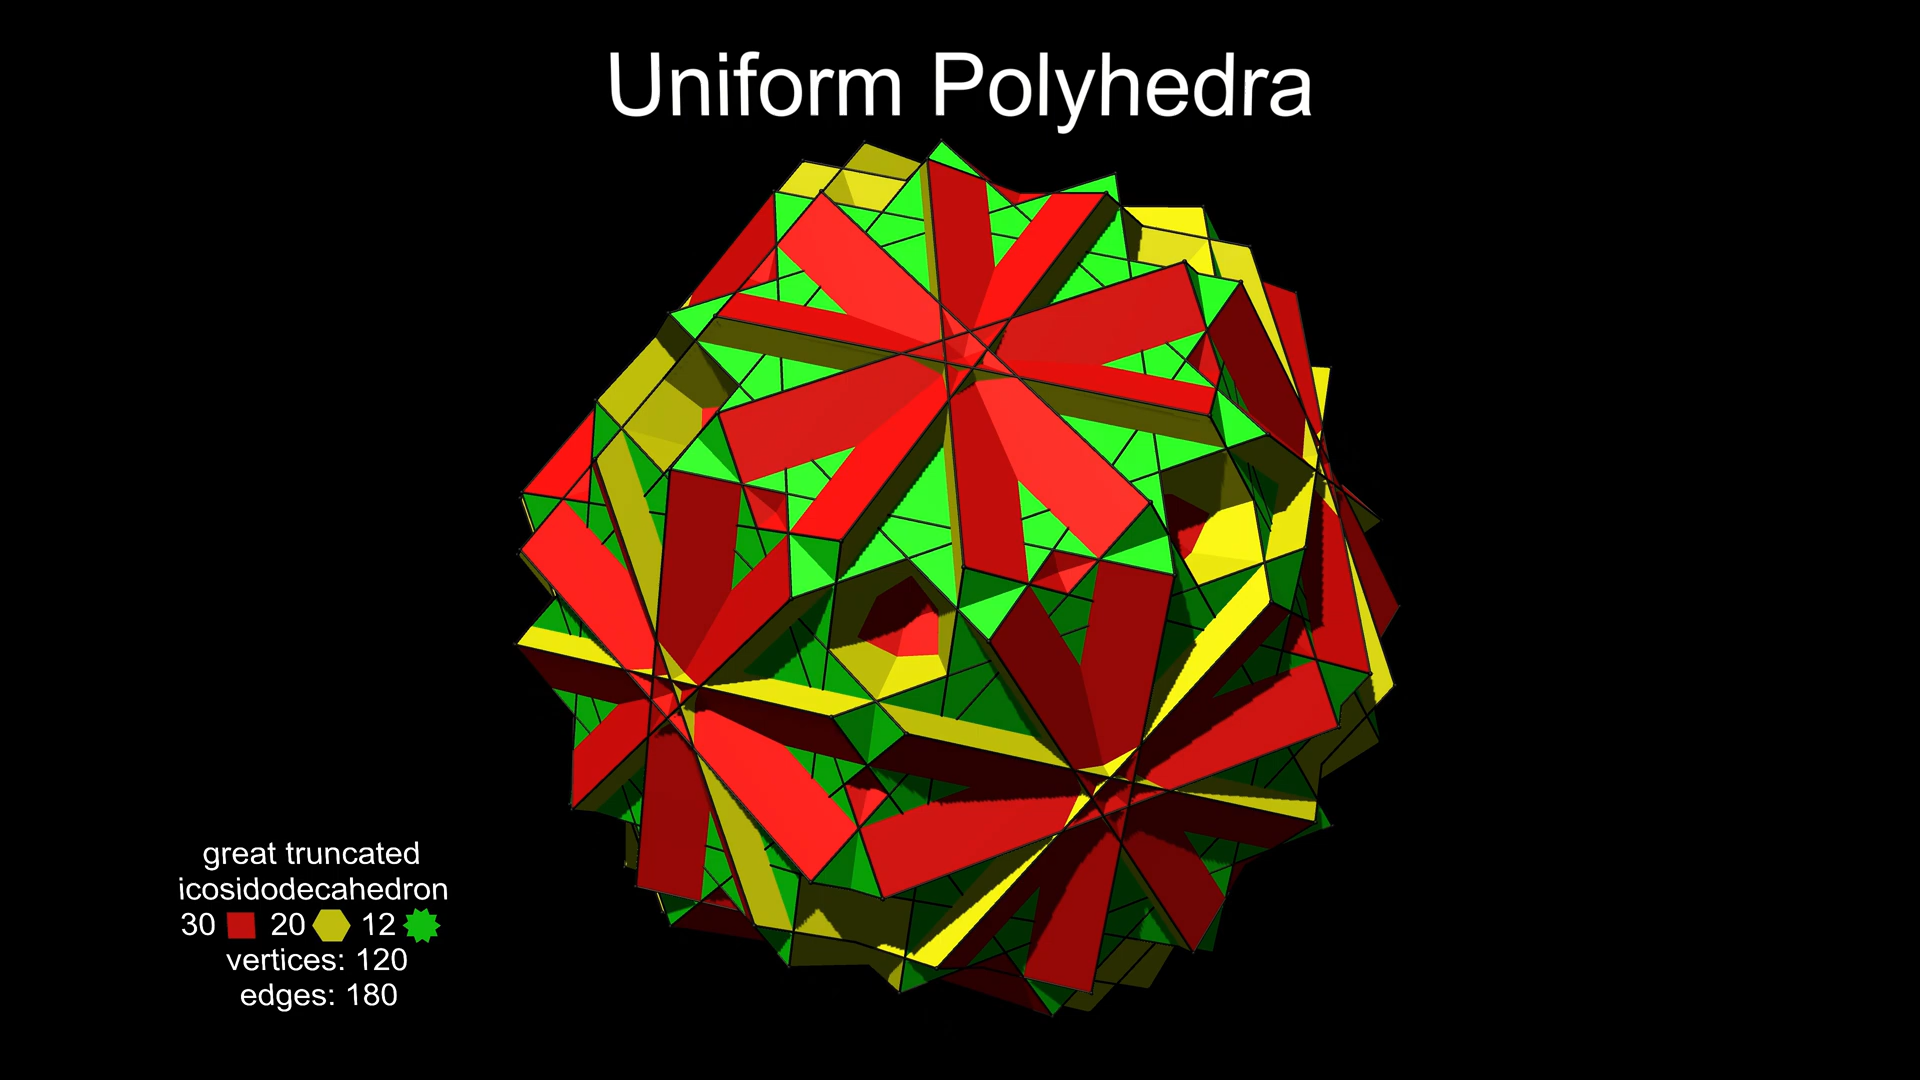 Uniform Polyhedra
great truncated
icosidodecahedron
30 20 12
vertices: 120
edges: 180